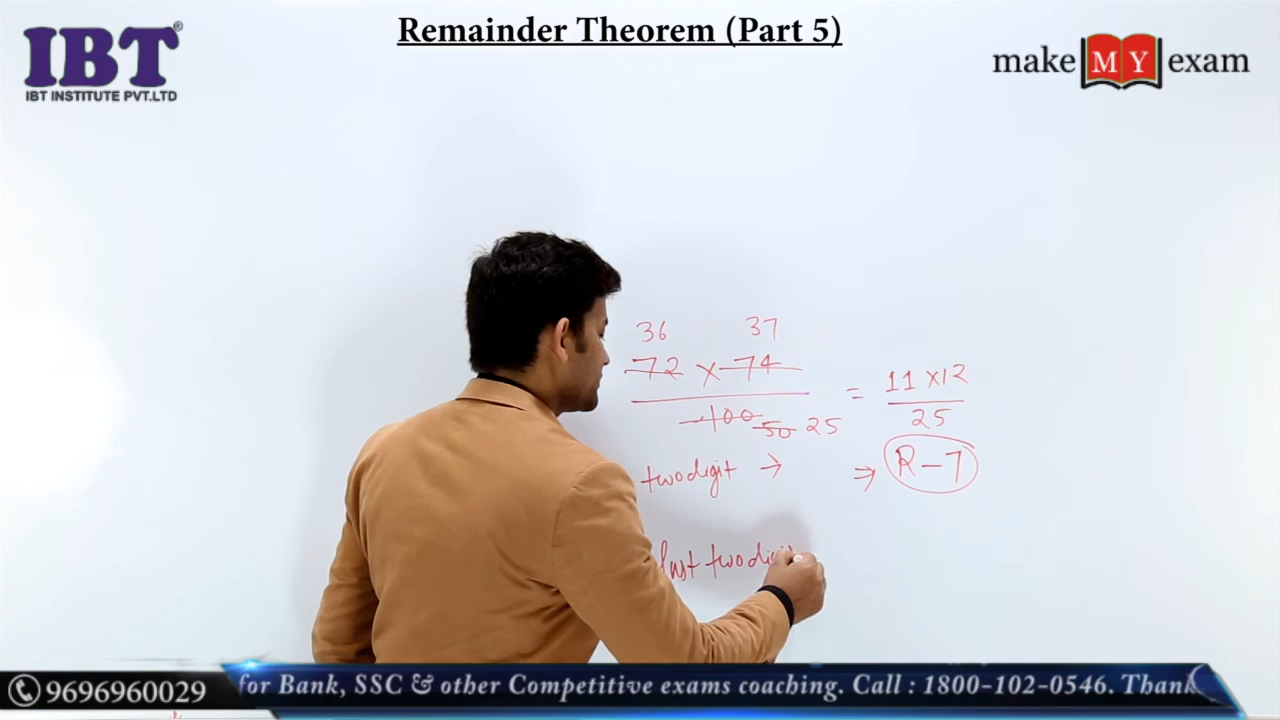 Remainder Theorem (Part 5)
IBT®
IBT INSTITUTE PVT.LTD
make MY exam
36 37
72 x 74
100 50 25
= 11 x 12
25
two digit → ⇒ R – 7
last two
9696960029 for Bank, SSC & other Competitive exams coaching. Call : 1800-102-0546. Thank